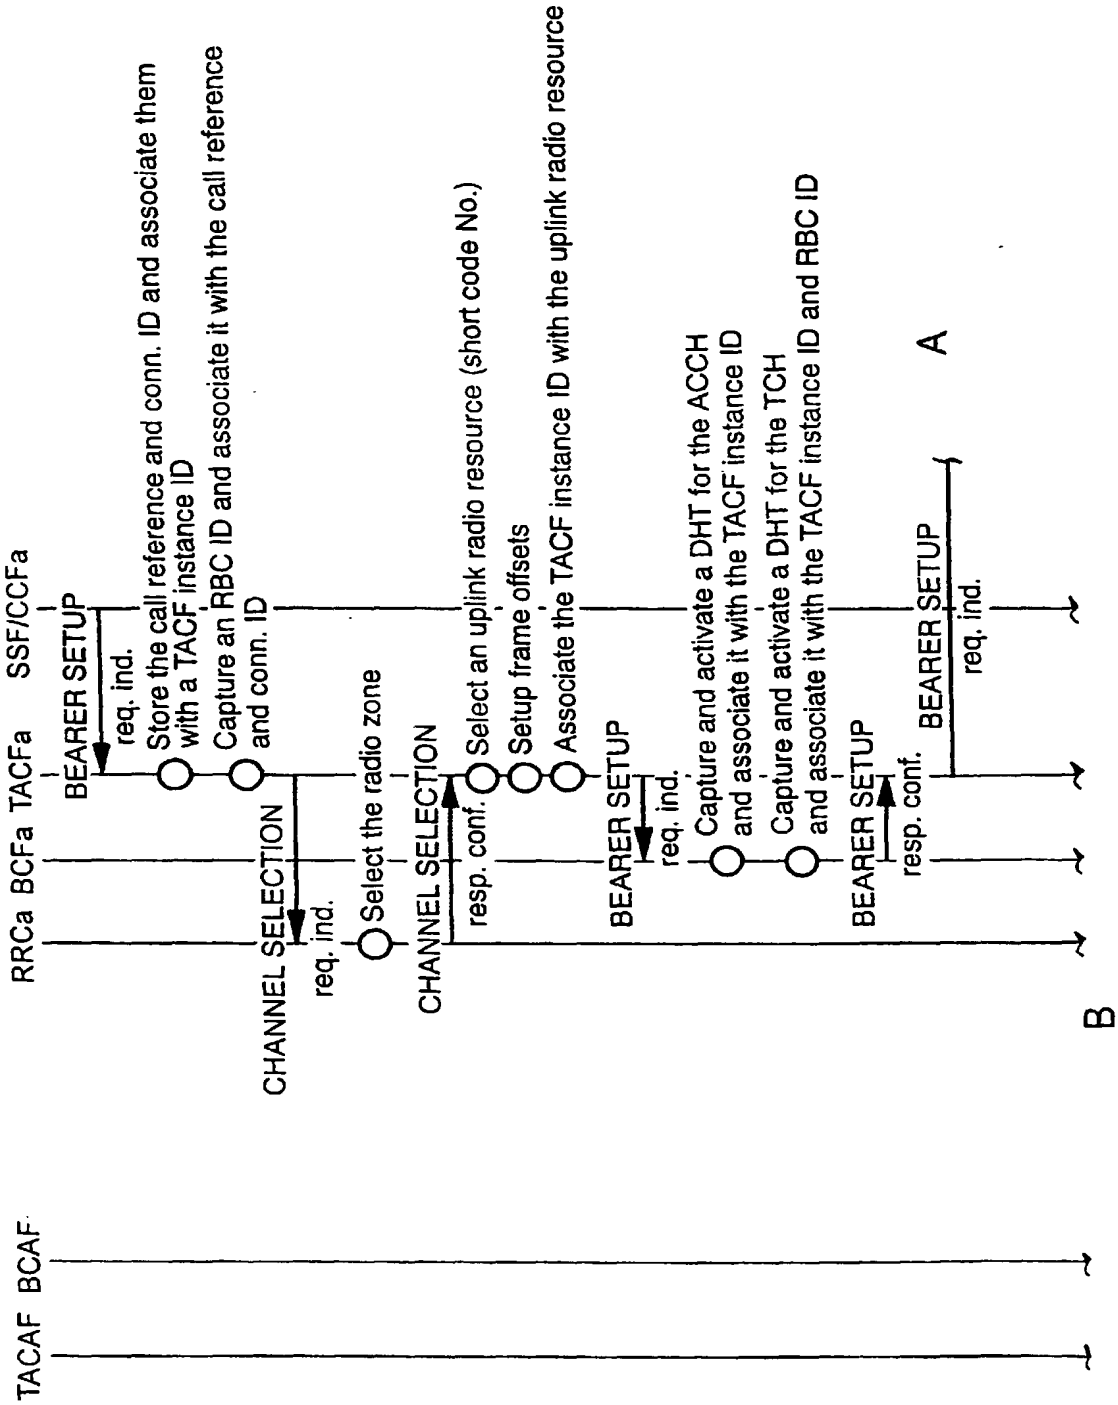 TACAF BCAF
RRCa BCFa TACFa SSF/CCFa
BEARER SETUP
req. ind.
Store the call reference and conn. ID and associate them
with a TACF instance ID
Capture an RBC ID and associate it with the call reference
and conn. ID
CHANNEL SELECTION
req. ind.
Select the radio zone
CHANNEL SELECTION
resp. conf.
Select an uplink radio resource (short code No.)
Setup frame offsets
Associate the TACF instance ID with the uplink radio resource
BEARER SETUP
req. ind.
Capture and activate a DHT for the ACCH
and associate it with the TACF instance ID
Capture and activate a DHT for the TCH
and associate it with the TACF instance ID and RBC ID
BEARER SETUP
resp. conf.
BEARER SETUP
req. ind.
A
B